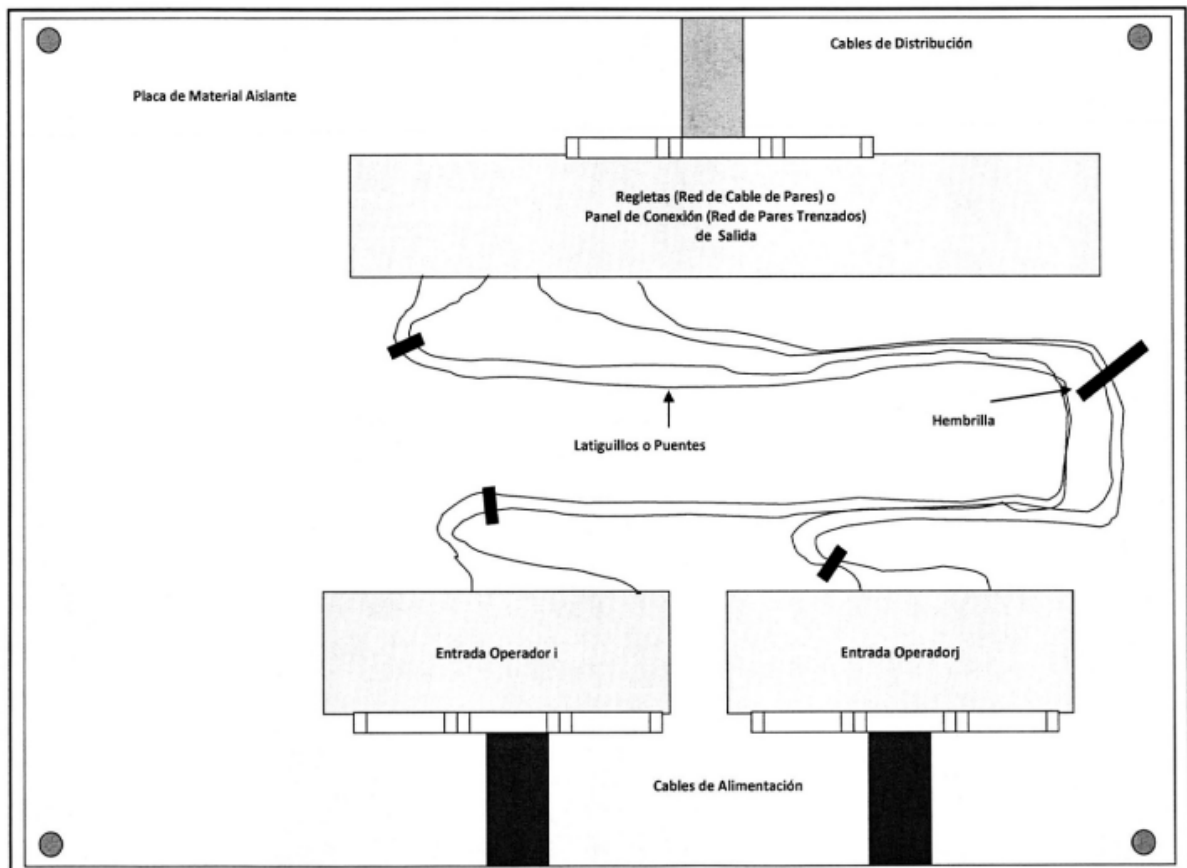 Cables de Distribución
Placa de Material Aislante
Regletas (Red de Cable de Pares) o
Panel de Conexión (Red de Pares Trenzados)
de Salida
Hembrilla
Latiguillos o Puentes
Entrada Operador i
Entrada Operadorj
Cables de Alimentación